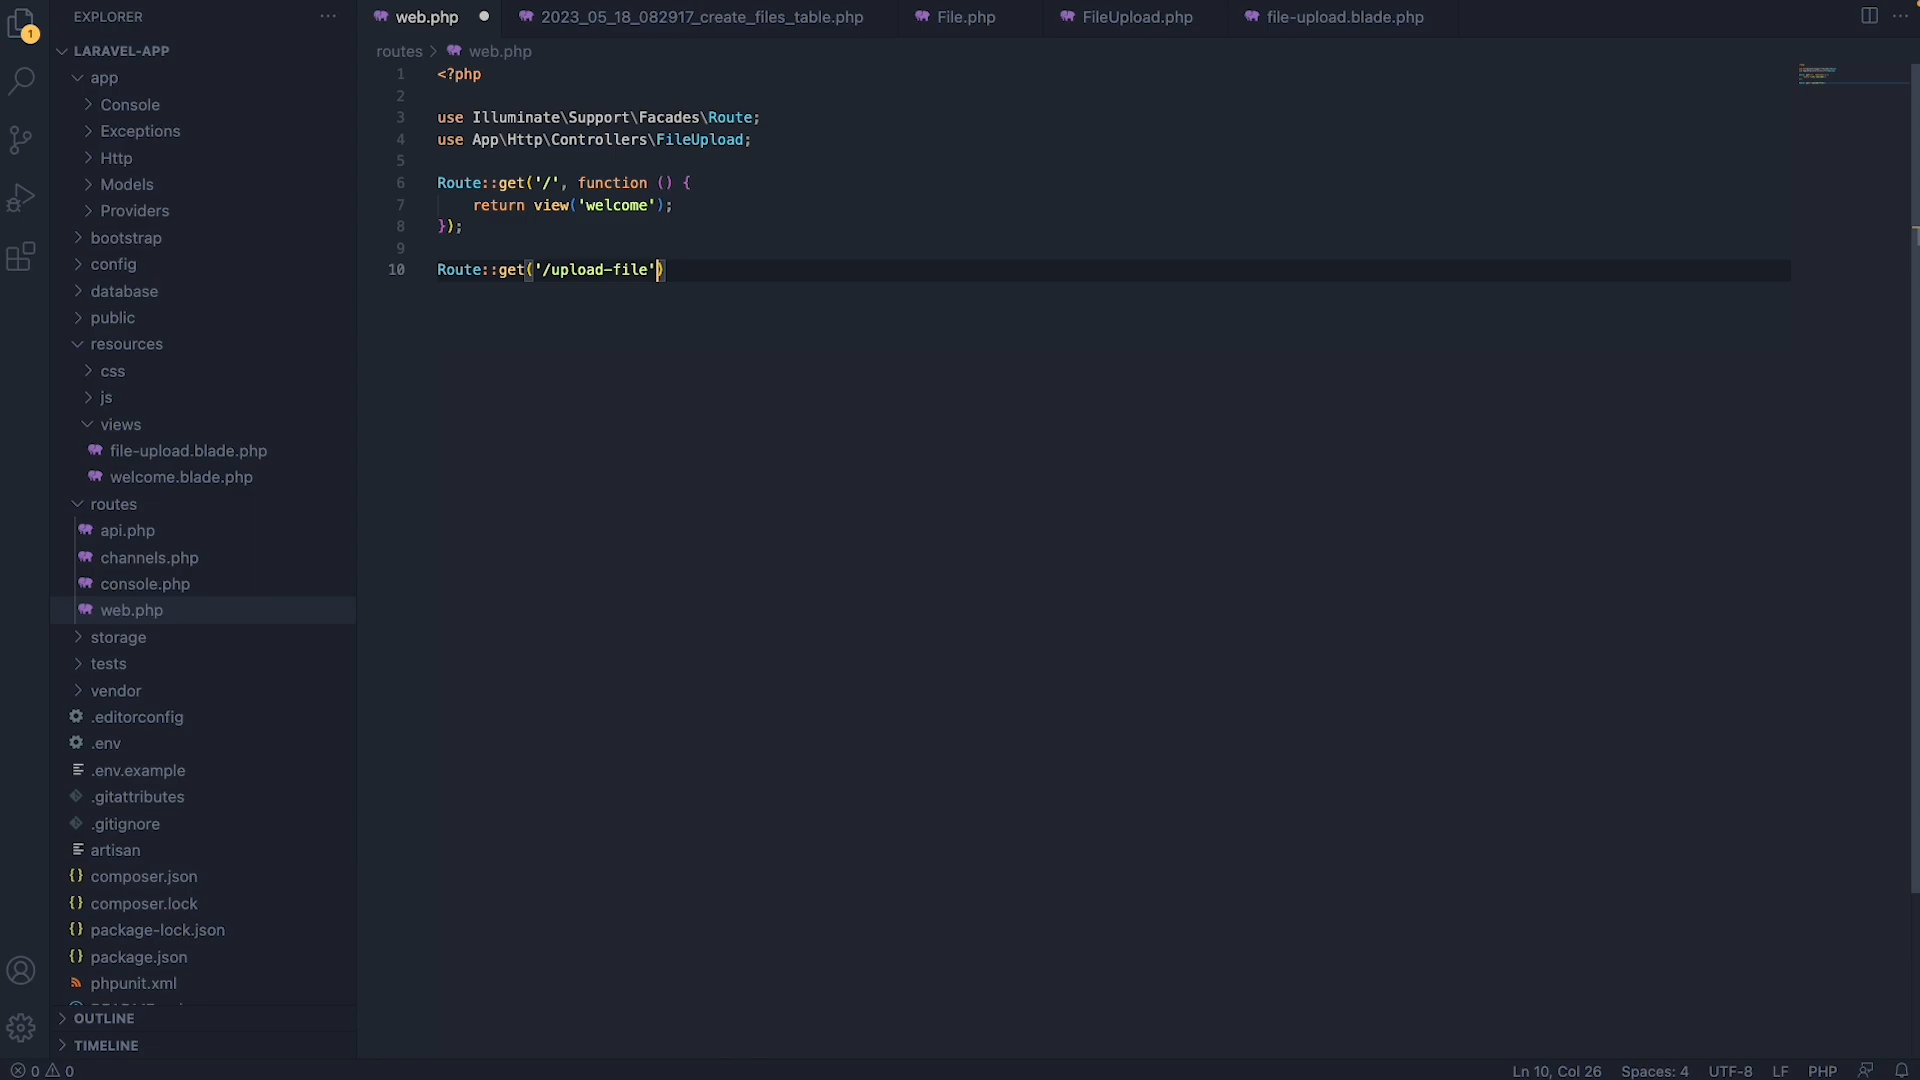 EXPLORER
1
LARAVEL-APP
app
Console
Exceptions
Http
Models
Providers
bootstrap
config
database
public
resources
css
js
views
file-upload.blade.php
welcome.blade.php
routes
api.php
channels.php
console.php
web.php
storage
tests
vendor
.editorconfig
.env
.env.example
.gitattributes
.gitignore
artisan
composer.json
composer.lock
package-lock.json
package.json
phpunit.xml
OUTLINE
TIMELINE
web.php 2023_05_18_082917_create_files_table.php File.php FileUpload.php file-upload.blade.php
routes > web.php
1 <?php
2
3 use Illuminate\Support\Facades\Route;
4 use App\Http\Controllers\FileUpload;
5
6 Route::get('/', function () {
7 return view('welcome');
8 });
9
10 Route::get('/upload-file')
0 0 Ln 10, Col 26 Spaces: 4 UTF-8 LF PHP